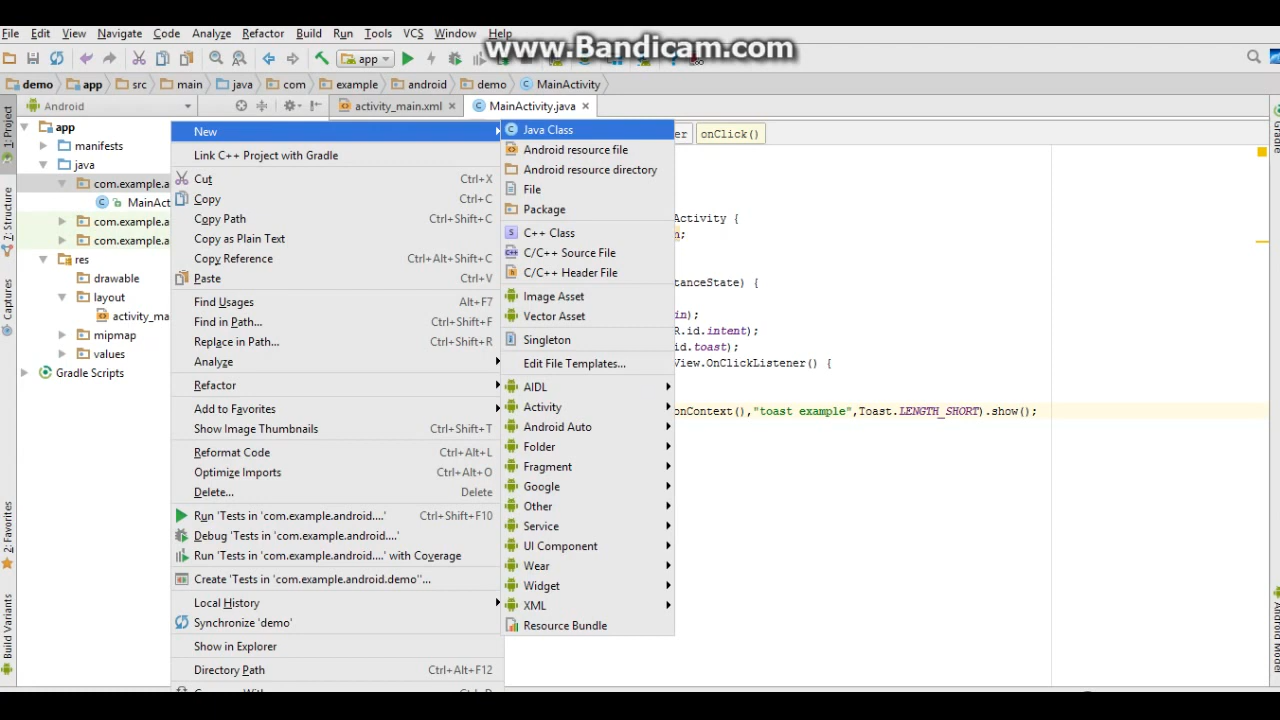 File Edit View Navigate Code Analyze Refactor Build Run Tools VCS Window Help
www.Bandicam.com
app
demo app src main java com example android demo MainActivity
Android activity_main.xml MainActivity.java
1: Project
Z: Structure
Captures
2: Favorites
Build Variants
app
manifests
java
com.example.a
MainAct
com.example.a
com.example.a
res
drawable
layout
activity_ma
mipmap
values
Gradle Scripts
New
Link C++ Project with Gradle
Cut Ctrl+X
Copy Ctrl+C
Copy Path Ctrl+Shift+C
Copy as Plain Text
Copy Reference Ctrl+Alt+Shift+C
Paste Ctrl+V
Find Usages Alt+F7
Find in Path... Ctrl+Shift+F
Replace in Path... Ctrl+Shift+R
Analyze
Refactor
Add to Favorites
Show Image Thumbnails Ctrl+Shift+T
Reformat Code Ctrl+Alt+L
Optimize Imports Ctrl+Alt+O
Delete... Delete
Run 'Tests in 'com.example.android....' Ctrl+Shift+F10
Debug 'Tests in 'com.example.android....'
Run 'Tests in 'com.example.android....' with Coverage
Create 'Tests in 'com.example.android.demo''...
Local History
Synchronize 'demo'
Show in Explorer
Directory Path Ctrl+Alt+F12
Java Class
Android resource file
Android resource directory
File
Package
C++ Class
C/C++ Source File
C/C++ Header File
Image Asset
Vector Asset
Singleton
Edit File Templates...
AIDL
Activity
Android Auto
Folder
Fragment
Google
Other
Service
UI Component
Wear
Widget
XML
Resource Bundle
er onClick()
Activity {
n;
tanceState) {
in);
R.id.intent);
id.toast);
View.OnClickListener() {
onContext(),"toast example",Toast.LENGTH_SHORT).show();
Gradle
Android Model